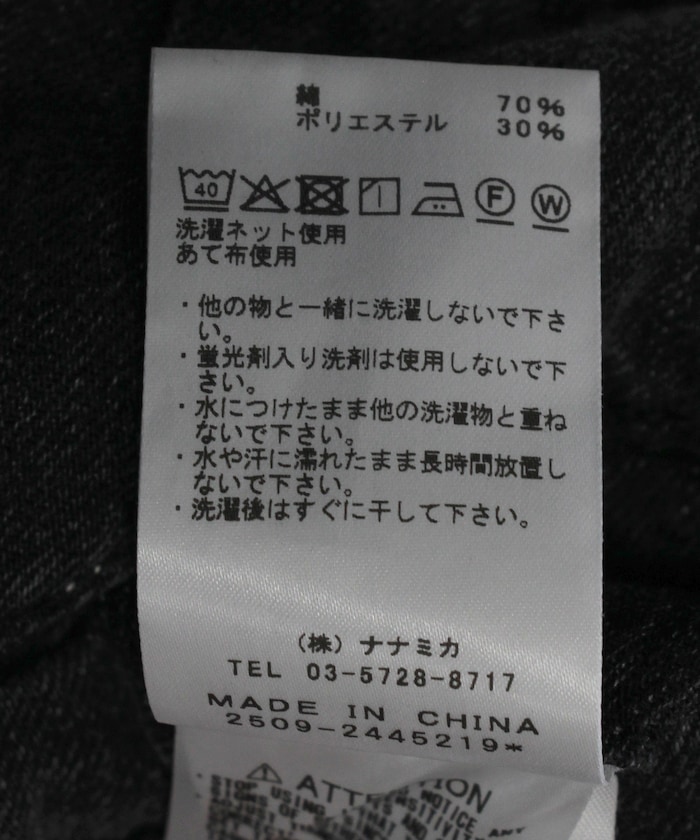 綿 70%
ポリエステル 30%
40 F W
洗濯ネット使用
あて布使用
・他の物と一緒に洗濯しないで下さ
い。
・蛍光剤入り洗剤は使用しないで下
さい。
・水につけたまま他の洗濯物と重ね
ないで下さい。
・水や汗に濡れたまま長時間放置し
ないで下さい。
・洗濯後はすぐに干して下さい。
(株) ナナミカ
TEL 03-5728-8717
MADE IN CHINA
2509-2445219*
ATTENTION
NOTICE ANY